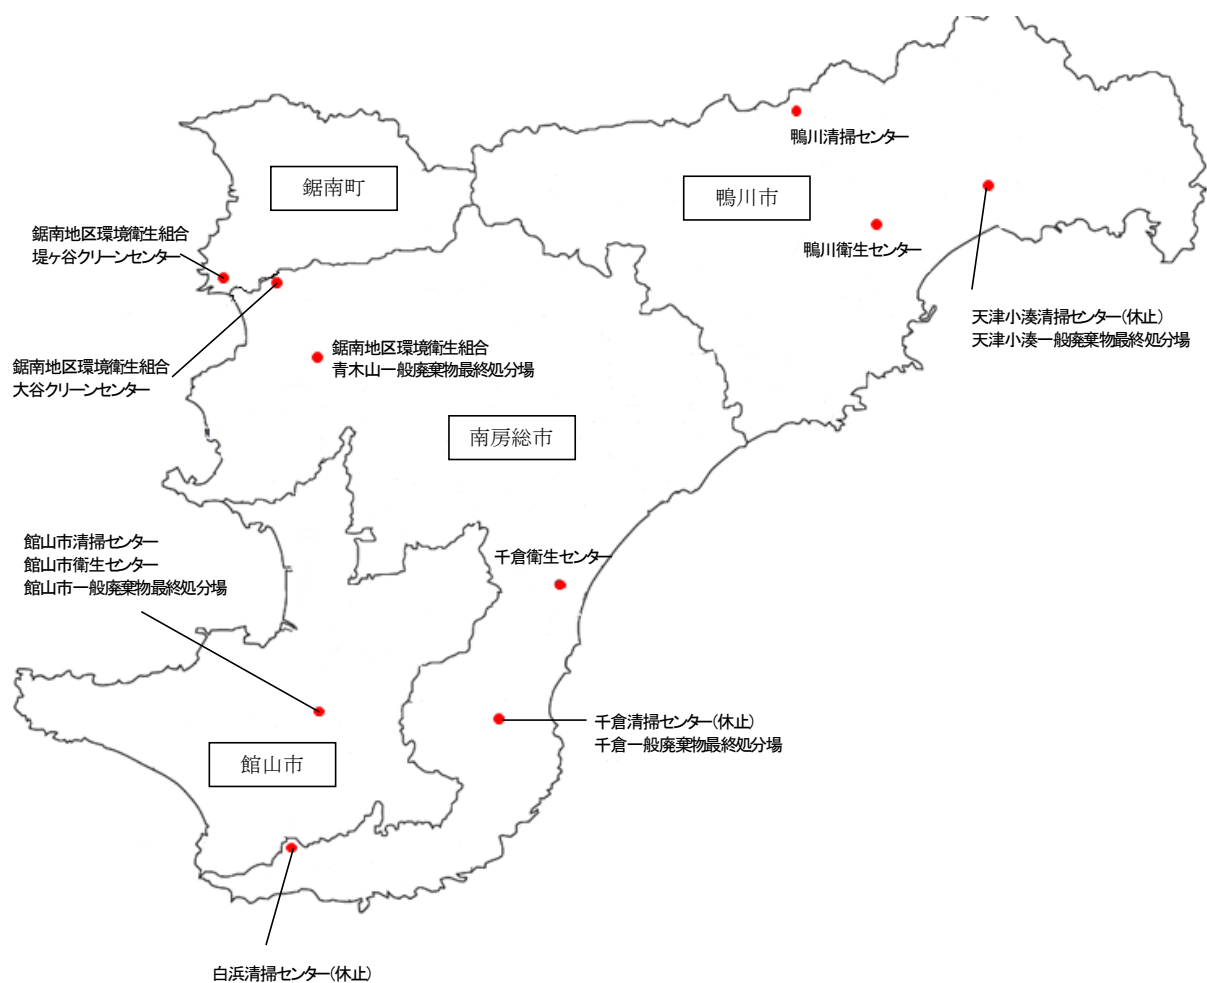 鴨川清掃センター
鋸南町
鴨川市
鋸南地区環境衛生組合
堤ヶ谷クリーンセンター
鴨川衛生センター
天津小湊清掃センター(休止)
天津小湊一般廃棄物最終処分場
鋸南地区環境衛生組合
大谷クリーンセンター
鋸南地区環境衛生組合
青木山一般廃棄物最終処分場
南房総市
館山市清掃センター
館山市衛生センター
館山市一般廃棄物最終処分場
千倉衛生センター
千倉清掃センター(休止)
千倉一般廃棄物最終処分場
館山市
白浜清掃センター(休止)